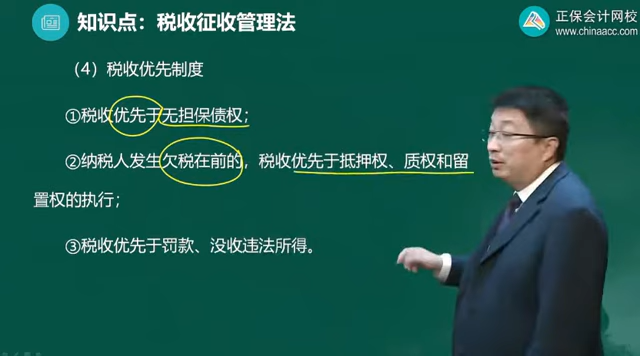 知识点：税收征收管理法
正保会计网校
www.chinaacc.com
（4）税收优先制度
①税收优先于无担保债权；
②纳税人发生欠税在前的，税收优先于抵押权、质权和留
置权的执行；
③税收优先于罚款、没收违法所得。